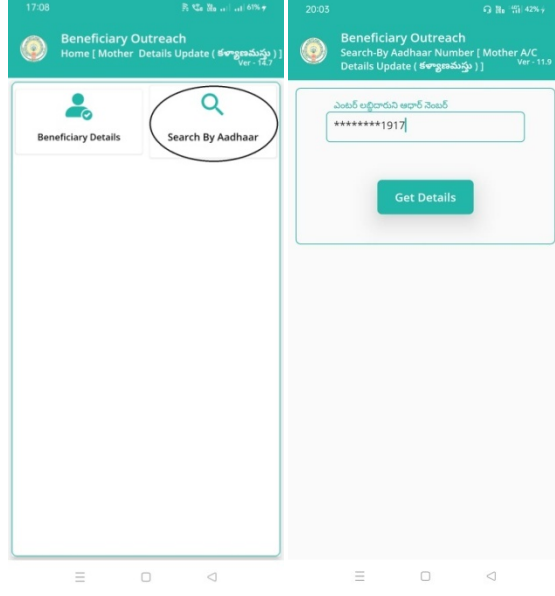 17:08
61%
Beneficiary Outreach
Home [ Mother Details Update ( కళ్యాణమస్తు ) ]
Ver - 14.7
Beneficiary Details
Search By Aadhaar
20:03
42%
Beneficiary Outreach
Search-By Aadhaar Number [ Mother A/C
Details Update ( కళ్యాణమస్తు ) ]
Ver - 11.9
ఎంటర్ లబ్ధిదారుని ఆధార్ నెంబర్
********1917
Get Details